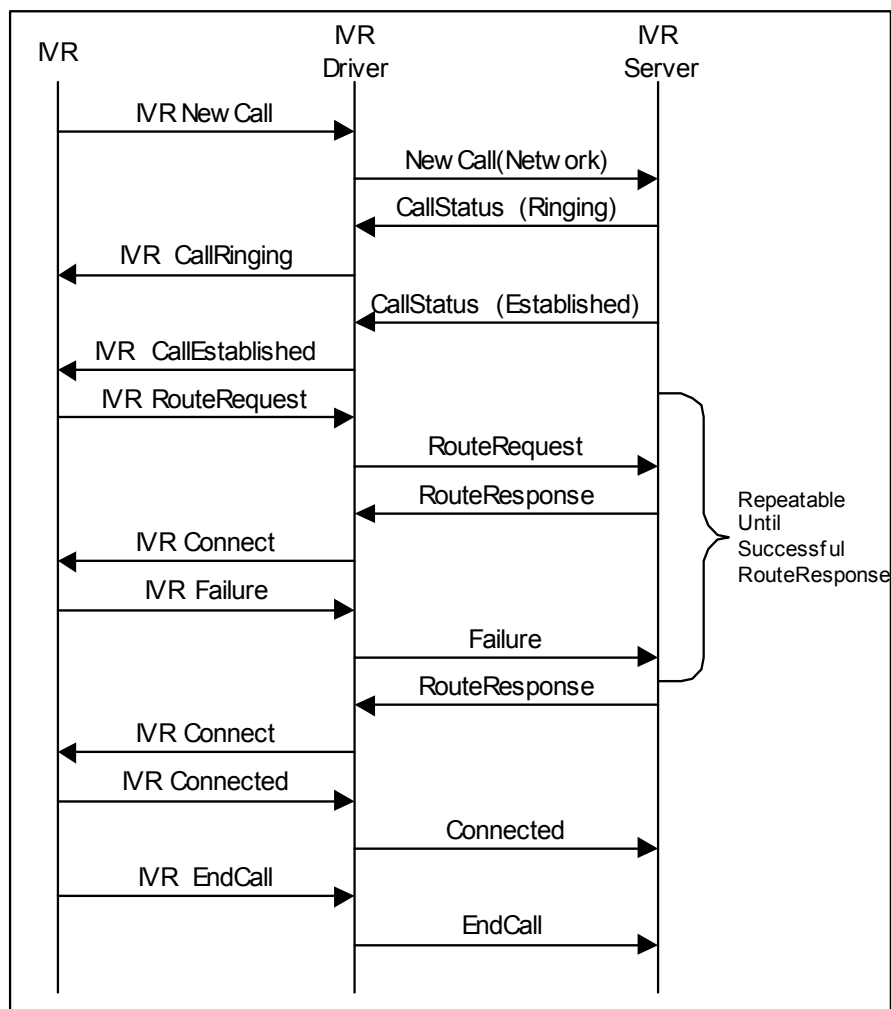 IVR
IVR
Driver
IVR
Server
IVR New Call
New Call(Network)
CallStatus (Ringing)
IVR CallRinging
CallStatus (Established)
IVR CallEstablished
IVR RouteRequest
RouteRequest
RouteResponse
IVR Connect
IVR Failure
Failure
RouteResponse
IVR Connect
IVR Connected
Connected
IVR EndCall
EndCall
Repeatable
Until
Successful
RouteResponse